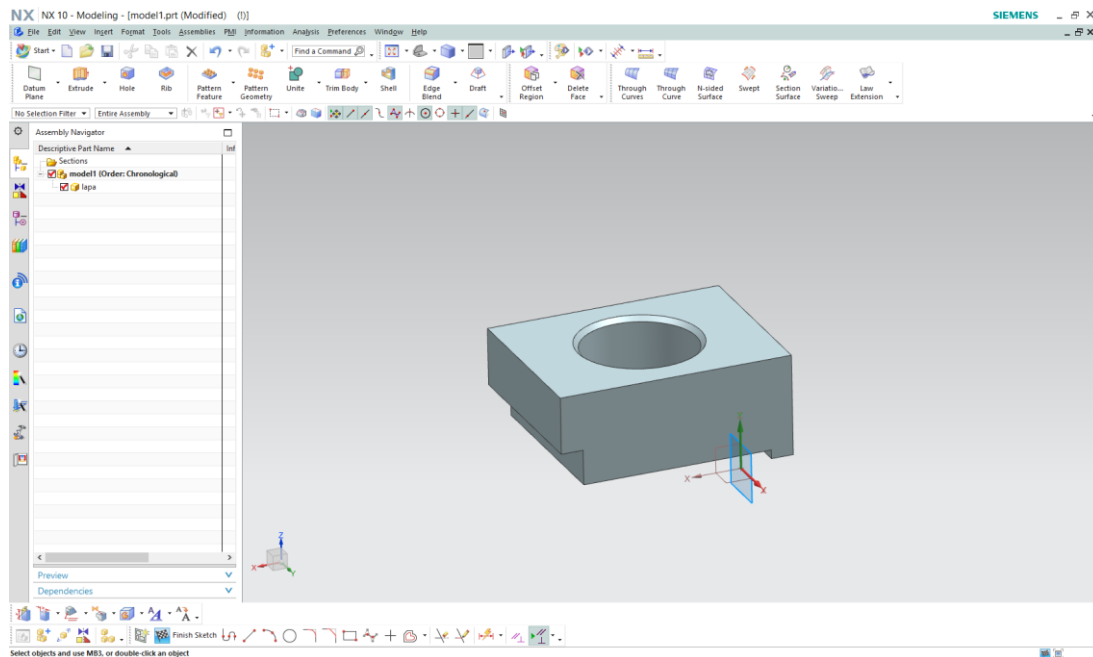 NX NX 10 - Modeling - [model1.prt (Modified) (!)] SIEMENS
File Edit View Insert Format Tools Assemblies PMI Information Analysis Preferences Window Help
Start Find a Command
Datum Plane Extrude Hole Rib Pattern Feature Pattern Geometry Unite Trim Body Shell Edge Blend Draft Offset Region Delete Face Through Curves Through Curve N-sided Surface Swept Section Surface Variatio... Sweep Law Extension
No Selection Filter Entire Assembly
Assembly Navigator
Descriptive Part Name Inf
Sections
model1 (Order: Chronological)
lapa
Y
X X
Z
X Y
Preview
Dependencies
Finish Sketch
Select objects and use MB3, or double-click an object